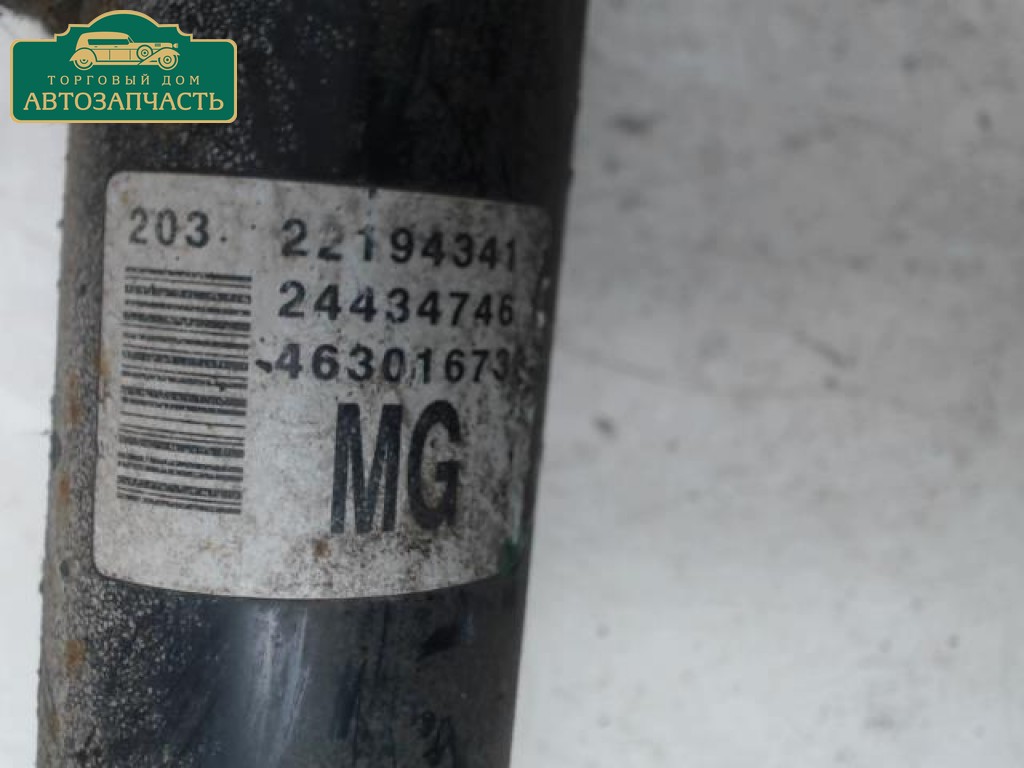 ТОРГОВЫЙ ДОМ
АВТОЗАПЧАСТЬ
203. 22194341
24434746
MG